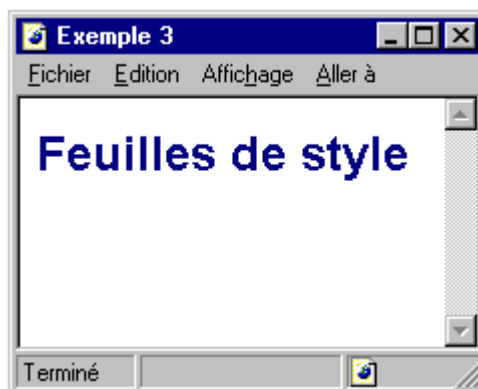 Exemple 3
Fichier Edition Affichage Aller à
Feuilles de style
Terminé